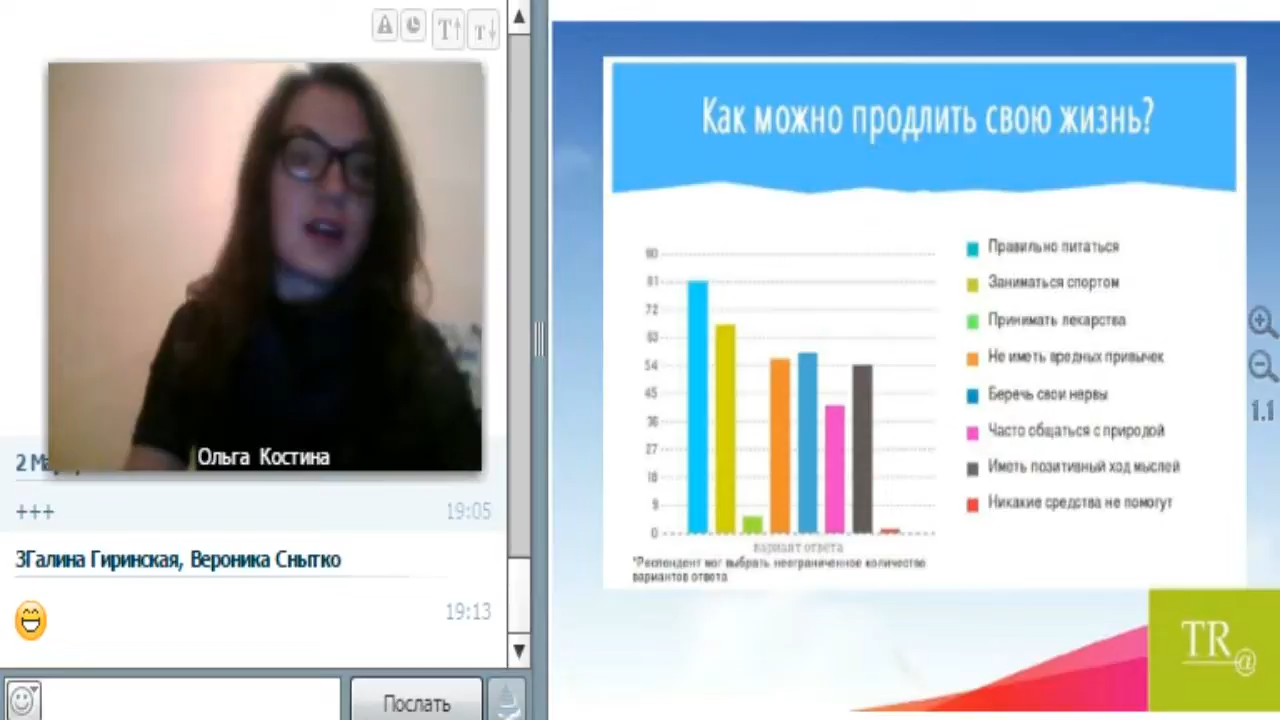 T↑ T↓
Ольга Костина
2
+++
19:05
3Галина Гиринская, Вероника Снытко
19:13
Послать
Как можно продлить свою жизнь?
90
81
72
63
54
45
36
27
18
9
0
вариант ответа
*Респондент мог выбрать неограниченное количество
вариантов ответа
Правильно питаться
Заниматься спортом
Принимать лекарства
Не иметь вредных привычек
Беречь свои нервы
Часто общаться с природой
Иметь позитивный ход мыслей
Никакие средства не помогут
1.1
TR
@